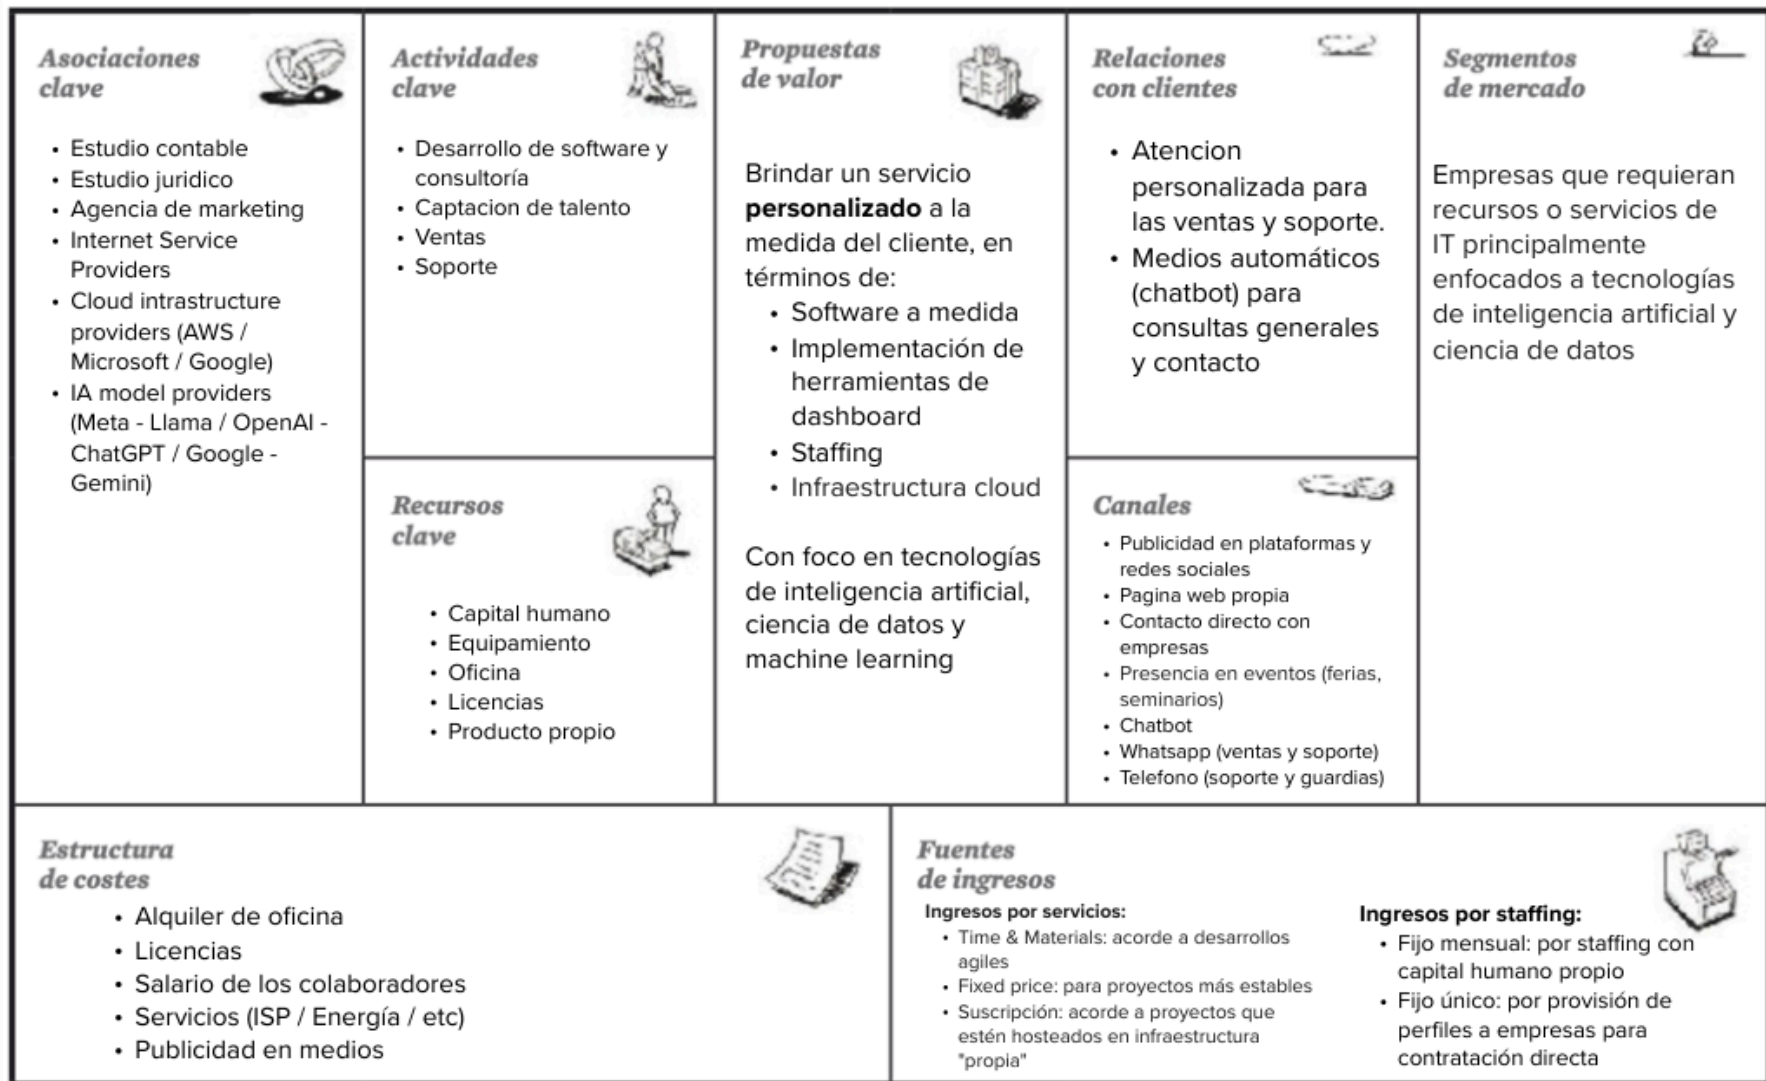 Asociaciones
clave
• Estudio contable
• Estudio juridico
• Agencia de marketing
• Internet Service
Providers
• Cloud intrastructure
providers (AWS /
Microsoft / Google)
• IA model providers
(Meta - Llama / OpenAI -
ChatGPT / Google -
Gemini)
Actividades
clave
• Desarrollo de software y
consultoría
• Captacion de talento
• Ventas
• Soporte
Recursos
clave
• Capital humano
• Equipamiento
• Oficina
• Licencias
• Producto propio
Propuestas
de valor
Brindar un servicio
personalizado a la
medida del cliente, en
términos de:
• Software a medida
• Implementación de
herramientas de
dashboard
• Staffing
• Infraestructura cloud
Con foco en tecnologías
de inteligencia artificial,
ciencia de datos y
machine learning
Relaciones
con clientes
• Atencion
personalizada para
las ventas y soporte.
• Medios automáticos
(chatbot) para
consultas generales
y contacto
Canales
• Publicidad en plataformas y
redes sociales
• Pagina web propia
• Contacto directo con
empresas
• Presencia en eventos (ferias,
seminarios)
• Chatbot
• Whatsapp (ventas y soporte)
• Telefono (soporte y guardias)
Segmentos
de mercado
Empresas que requieran
recursos o servicios de
IT principalmente
enfocados a tecnologías
de inteligencia artificial y
ciencia de datos
Estructura
de costes
• Alquiler de oficina
• Licencias
• Salario de los colaboradores
• Servicios (ISP / Energía / etc)
• Publicidad en medios
Fuentes
de ingresos
Ingresos por servicios:
• Time & Materials: acorde a desarrollos
agiles
• Fixed price: para proyectos más estables
• Suscripción: acorde a proyectos que
estén hosteados en infraestructura
"propia"
Ingresos por staffing:
• Fijo mensual: por staffing con
capital humano propio
• Fijo único: por provisión de
perfiles a empresas para
contratación directa